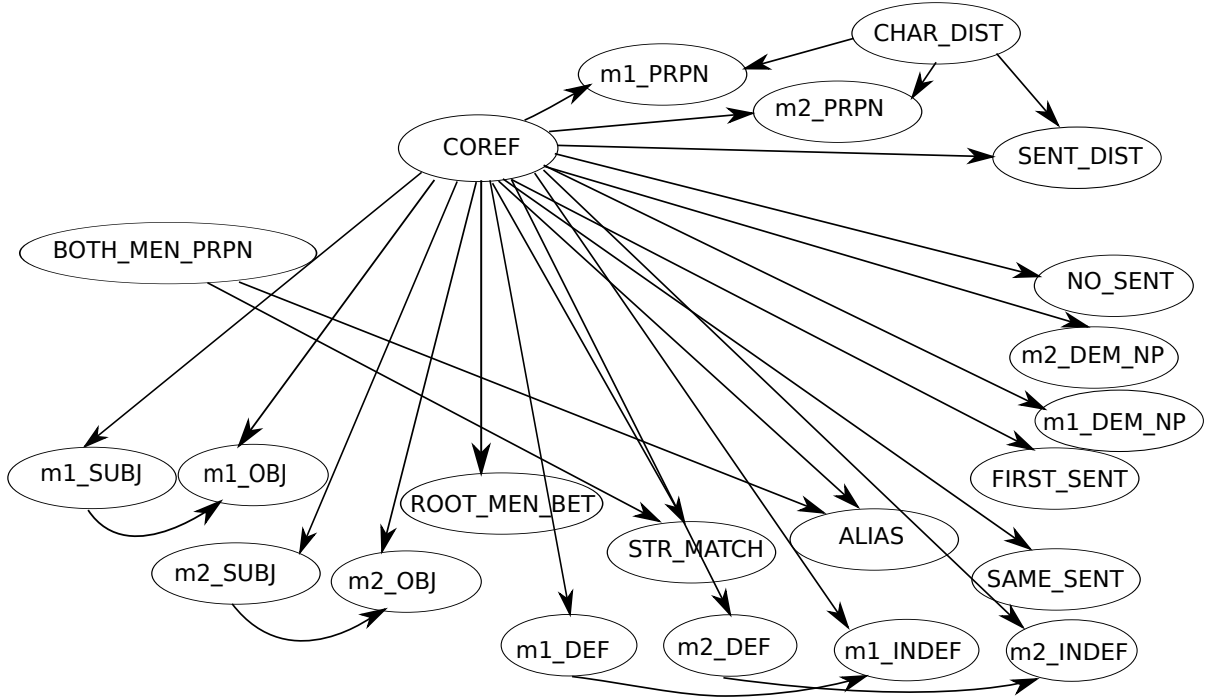 CHAR_DIST
m1_PRPN
m2_PRPN
COREF
SENT_DIST
BOTH_MEN_PRPN
NO_SENT
m2_DEM_NP
m1_DEM_NP
m1_SUBJ
m1_OBJ
FIRST_SENT
ROOT_MEN_BET
ALIAS
STR_MATCH
m2_SUBJ
m2_OBJ
SAME_SENT
m1_DEF
m2_DEF
m1_INDEF
m2_INDEF